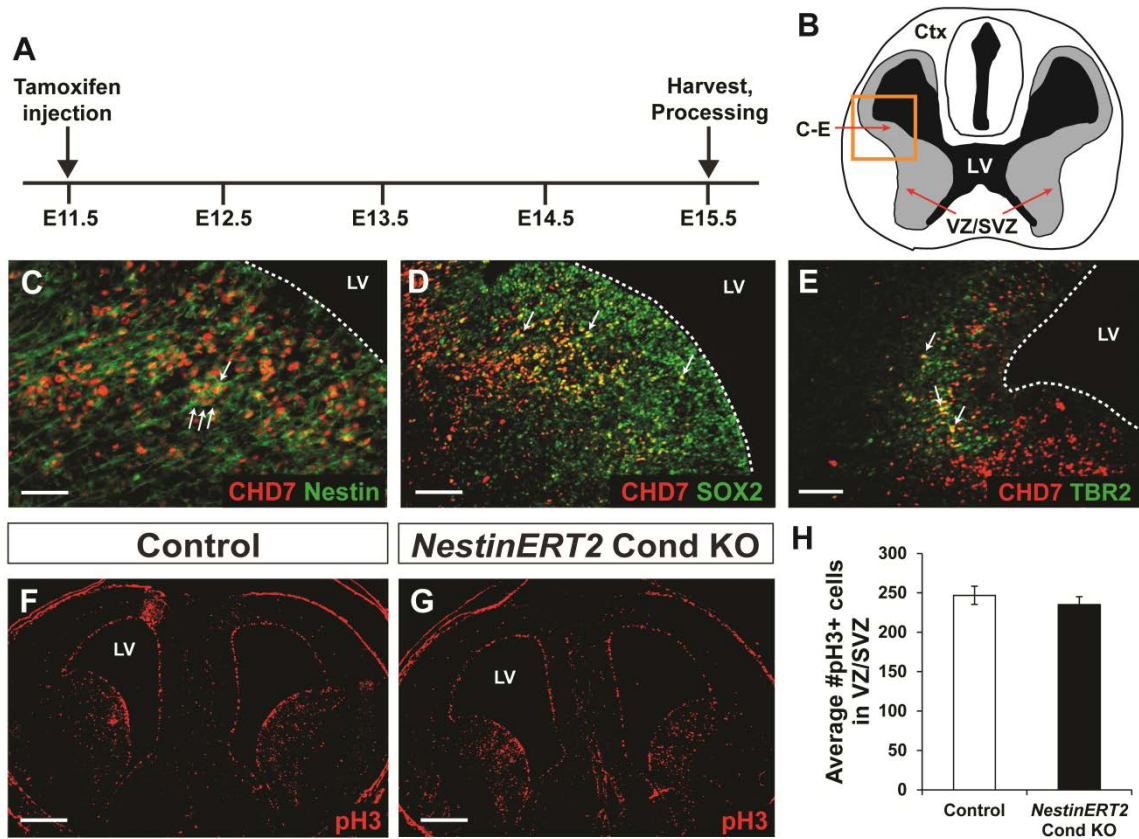 A
Tamoxifen
injection
Harvest,
Processing
E11.5
E12.5
E13.5
E14.5
E15.5
B
Ctx
C-E
LV
VZ/SVZ
C
LV
CHD7 Nestin
D
LV
CHD7 SOX2
E
LV
CHD7 TBR2
Control
NestinERT2 Cond KO
F
LV
pH3
G
LV
pH3
H
Average #pH3+ cells
in VZ/SVZ
300
250
200
150
100
50
0
Control
NestinERT2
Cond KO